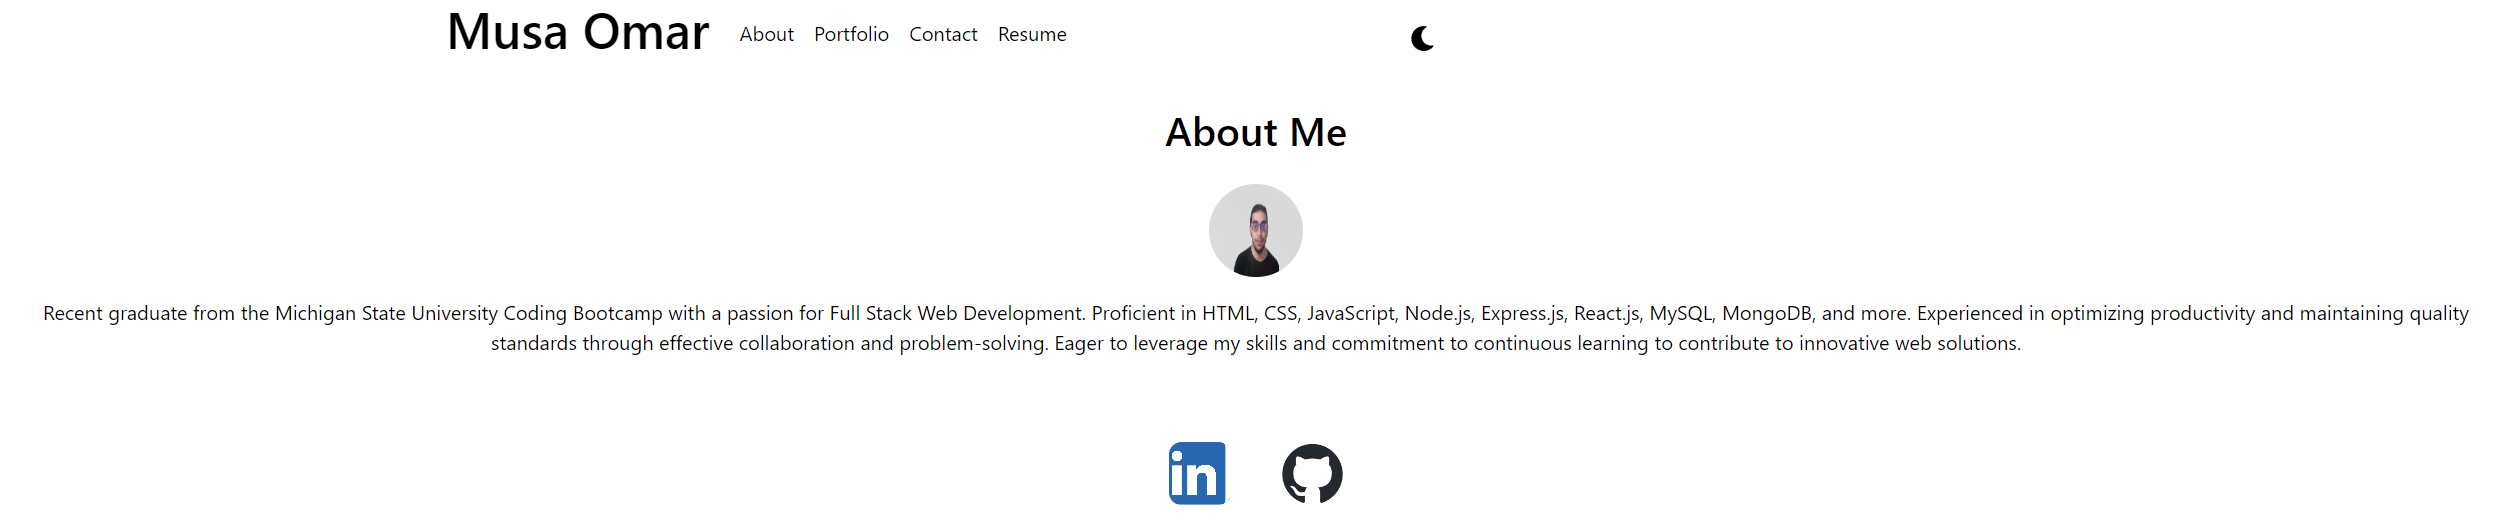 Musa Omar About Portfolio Contact Resume
About Me
Recent graduate from the Michigan State University Coding Bootcamp with a passion for Full Stack Web Development. Proficient in HTML, CSS, JavaScript, Node.js, Express.js, React.js, MySQL, MongoDB, and more. Experienced in optimizing productivity and maintaining quality
standards through effective collaboration and problem-solving. Eager to leverage my skills and commitment to continuous learning to contribute to innovative web solutions.
in